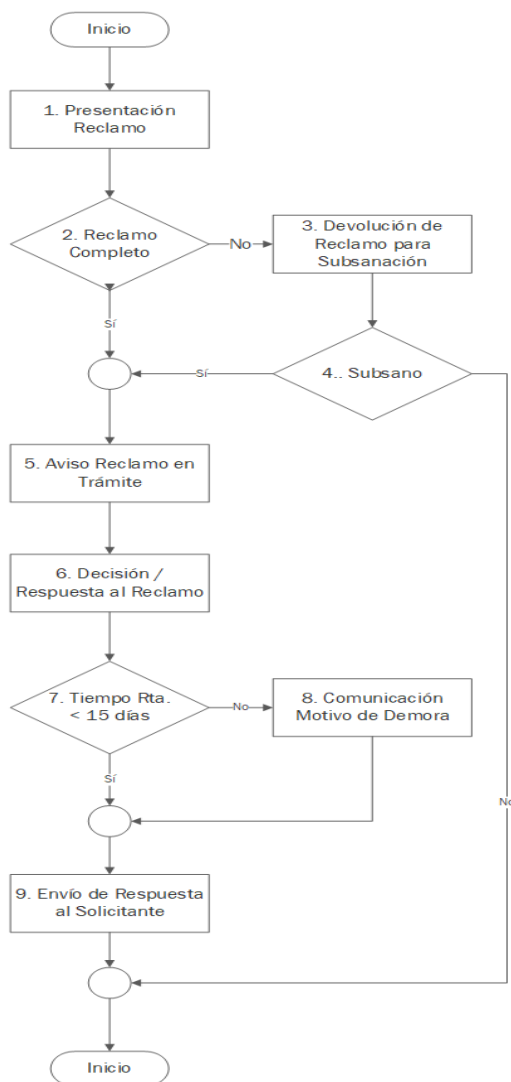 Inicio
1. Presentación
Reclamo
2. Reclamo
Completo
No
3. Devolución de
Reclamo para
Subsanación
Sí
4.. Subsano
Sí
5. Aviso Reclamo en
Trámite
6. Decisión /
Respuesta al Reclamo
7. Tiempo Rta.
< 15 días
No
8. Comunicación
Motivo de Demora
Sí
No
9. Envío de Respuesta
al Solicitante
Inicio